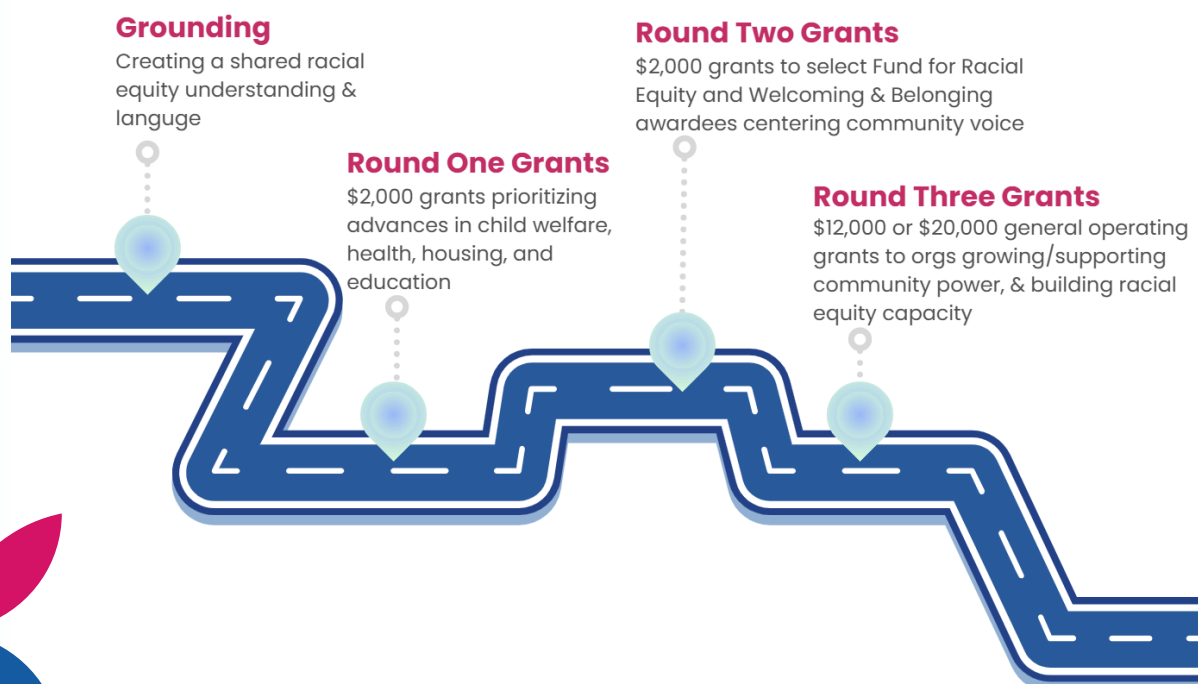 Grounding
Creating a shared racial
equity understanding &
languge
Round One Grants
$2,000 grants prioritizing
advances in child welfare,
health, housing, and
education
Round Two Grants
$2,000 grants to select Fund for Racial
Equity and Welcoming & Belonging
awardees centering community voice
Round Three Grants
$12,000 or $20,000 general operating
grants to orgs growing/supporting
community power, & building racial
equity capacity